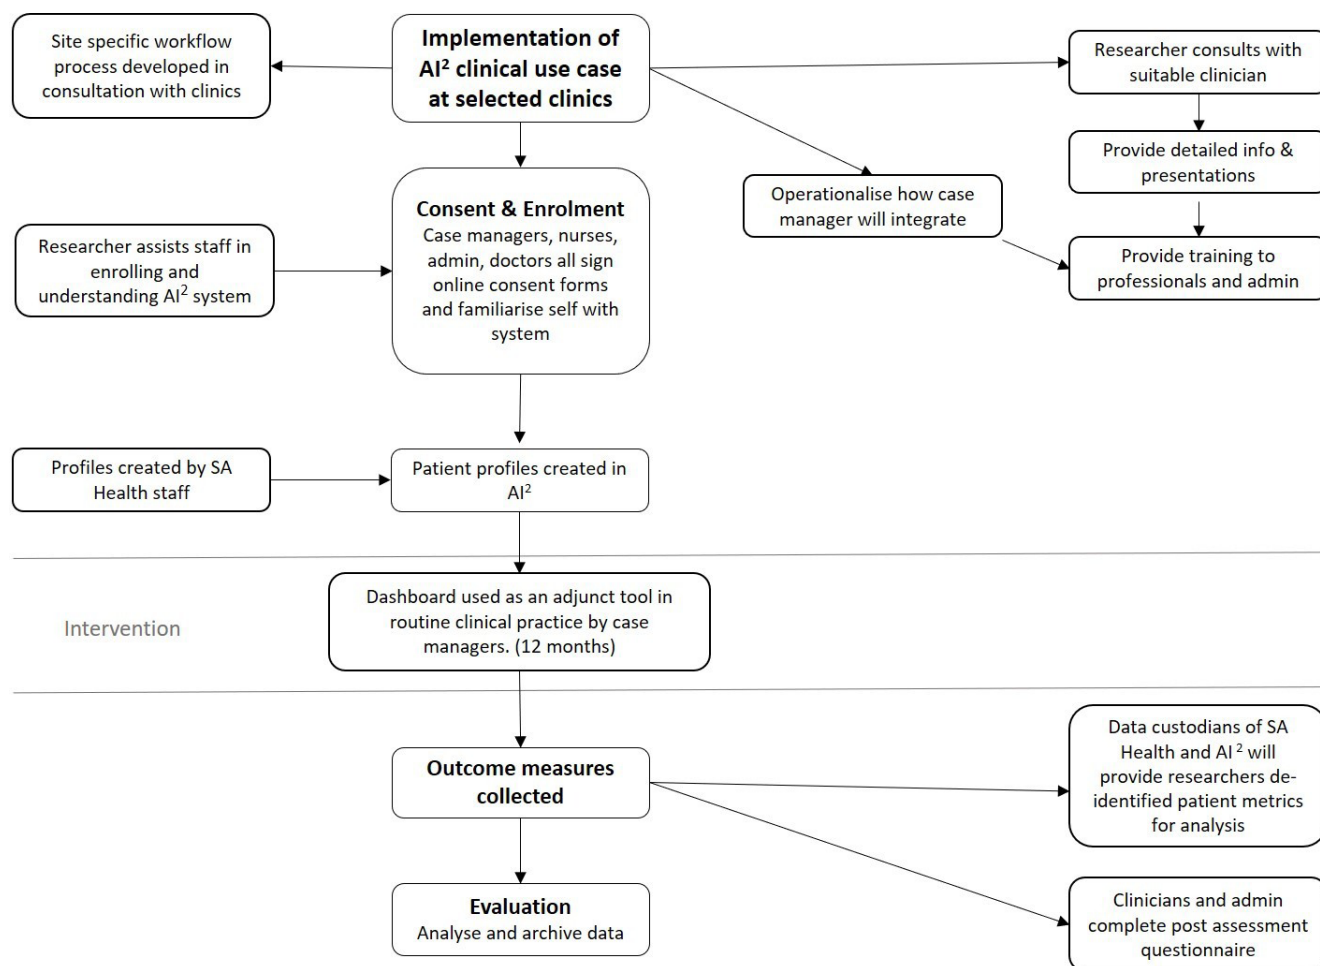 Site specific workflow
process developed in
consultation with clinics
Implementation of
AI² clinical use case
at selected clinics
Researcher consults with
suitable clinician
Provide detailed info &
presentations
Operationalise how case
manager will integrate
Provide training to
professionals and admin
Researcher assists staff in
enrolling and
understanding AI² system
Consent & Enrolment
Case managers, nurses,
admin, doctors all sign
online consent forms
and familiarise self with
system
Profiles created by SA
Health staff
Patient profiles created in
AI²
Intervention
Dashboard used as an adjunct tool in
routine clinical practice by case
managers. (12 months)
Outcome measures
collected
Data custodians of SA
Health and AI ² will
provide researchers de-
identified patient metrics
for analysis
Evaluation
Analyse and archive data
Clinicians and admin
complete post assessment
questionnaire